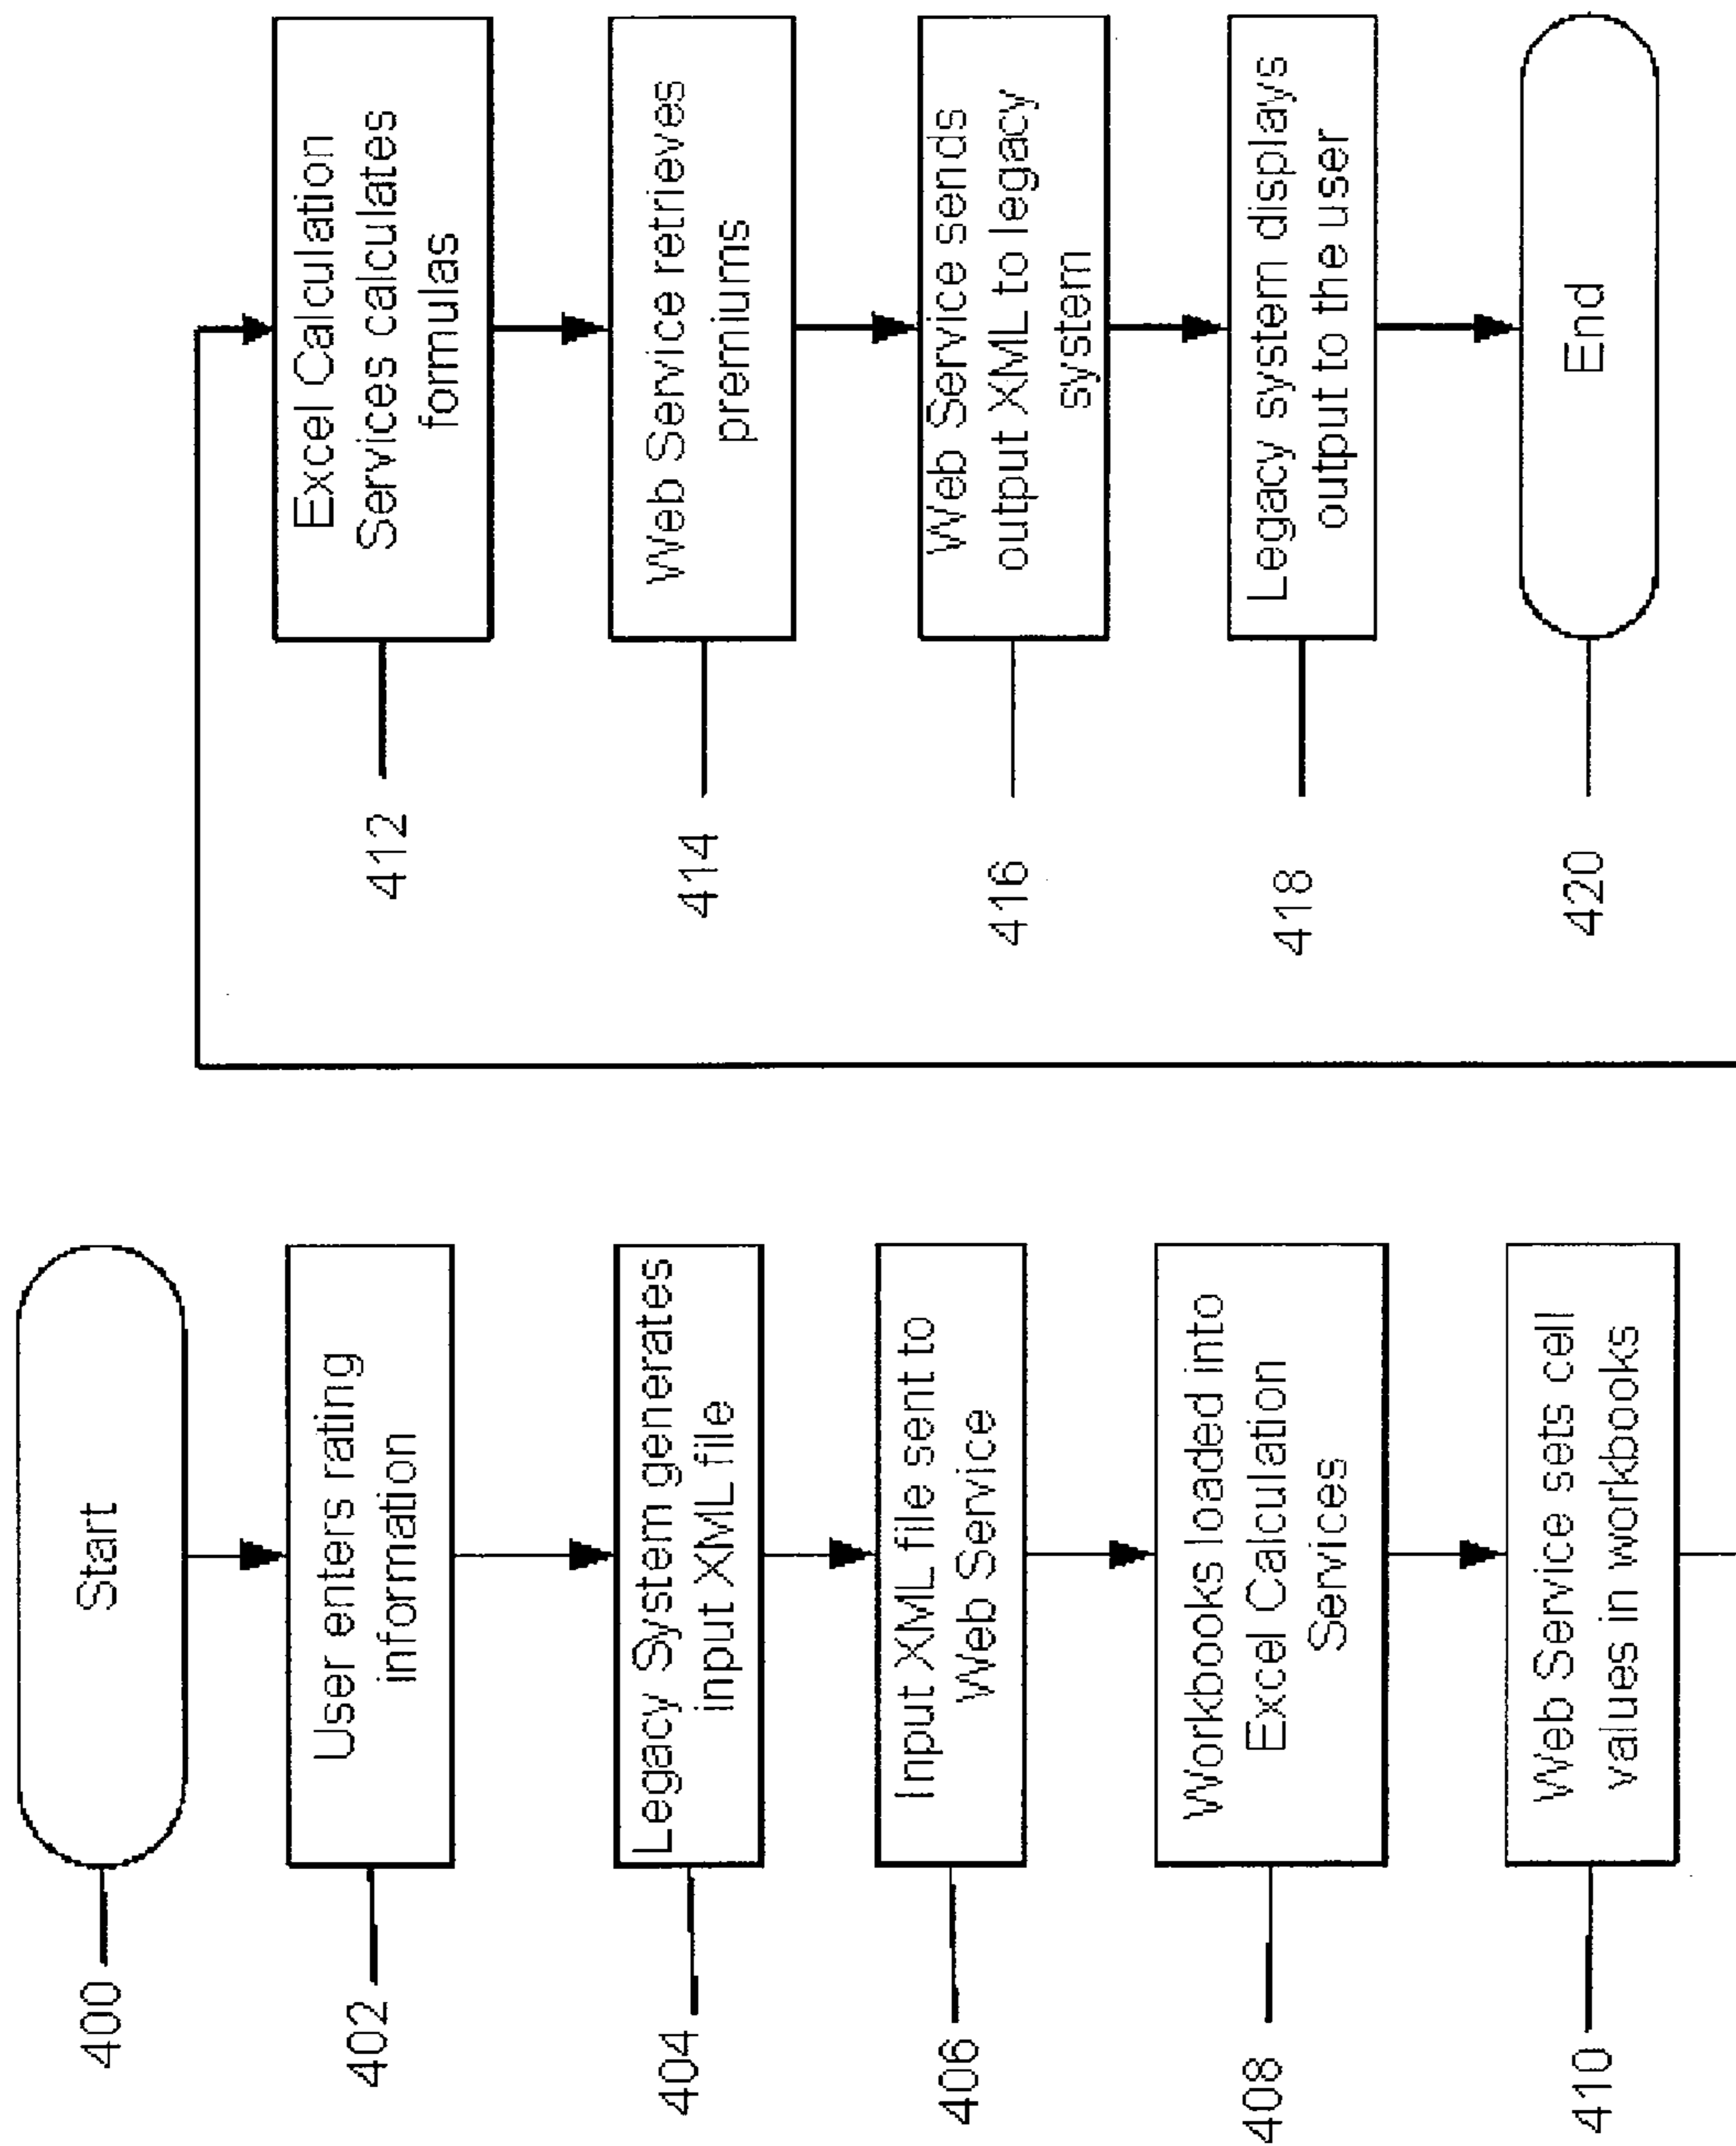 400
Start
402
User enters rating
information
404
Legacy System generates
input XML file
406
Input XML file sent to
Web Service
408
Workbooks loaded into
Excel Calculation
Services
410
Web Service sets cell
values in workbooks
412
Excel Calculation
Services calculates
formulas
414
Web Service retrieves
premiums
416
Web Service sends
output XML to legacy
system
418
Legacy system displays
output to the user
420
End